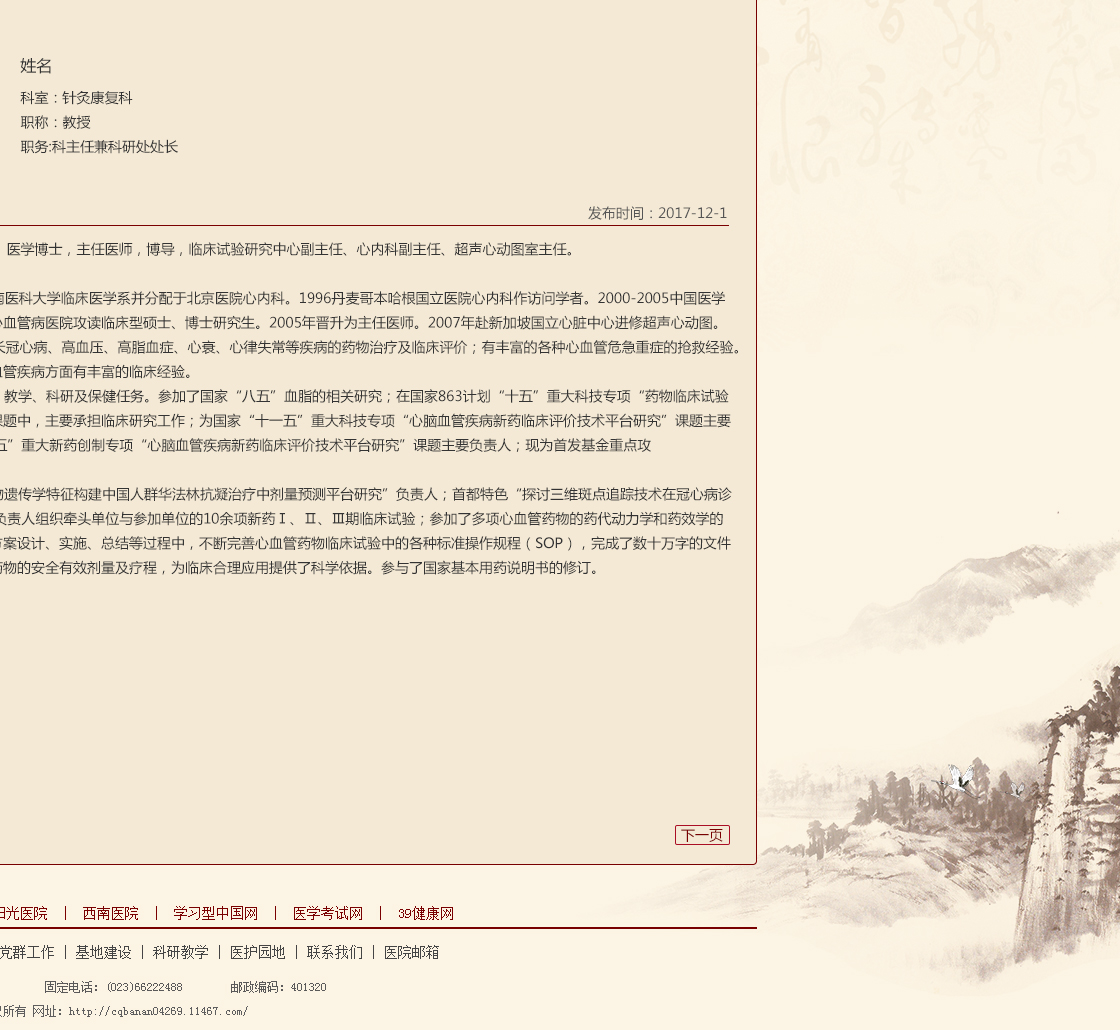 姓名
科室：针灸康复科
职称：教授
职务:科主任兼科研处处长
发布时间：2017-12-1
医学博士，主任医师，博导，临床试验研究中心副主任、心内科副主任、超声心动图室主任。
医科大学临床医学系并分配于北京医院心内科。1996丹麦哥本哈根国立医院心内科作访问学者。2000-2005中国医学
血管病医院攻读临床型硕士、博士研究生。2005年晋升为主任医师。2007年赴新加坡国立心脏中心进修超声心动图。
长冠心病、高血压、高脂血症、心衰、心律失常等疾病的药物治疗及临床评价；有丰富的各种心血管危急重症的抢救经验。
管疾病方面有丰富的临床经验。
教学、科研及保健任务。参加了国家“八五”血脂的相关研究；在国家863计划“十五”重大科技专项“药物临床试验
题中，主要承担临床研究工作；为国家“十一五”重大科技专项“心脑血管疾病新药临床评价技术平台研究”课题主要
五”重大新药创制专项“心脑血管疾病新药临床评价技术平台研究”课题主要负责人；现为首发基金重点攻
遗传学特征构建中国人群华法林抗凝治疗中剂量预测平台研究”负责人；首都特色“探讨三维斑点追踪技术在冠心病诊
负责人组织牵头单位与参加单位的10余项新药Ⅰ、Ⅱ、Ⅲ期临床试验；参加了多项心血管药物的药代动力学和药效学的
方案设计、实施、总结等过程中，不断完善心血管药物临床试验中的各种标准操作规程（SOP），完成了数十万字的文件
药物的安全有效剂量及疗程，为临床合理应用提供了科学依据。参与了国家基本用药说明书的修订。
下一页
阳光医院 | 西南医院 | 学习型中国网 | 医学考试网 | 39健康网
党群工作 | 基地建设 | 科研教学 | 医护园地 | 联系我们 | 医院邮箱
固定电话：(023)66222488 邮政编码：401320
所有 网址：http://cqbanan04269.11467.com/